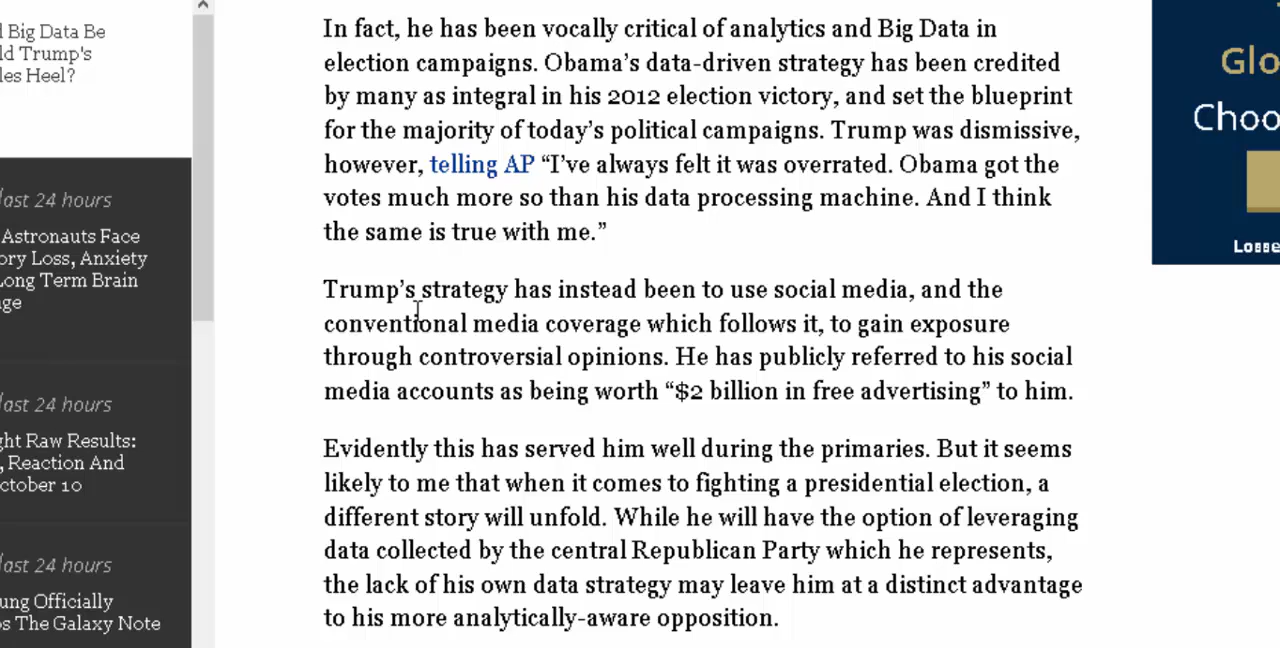 d Big Data Be
ld Trump's
les Heel?
last 24 hours
Astronauts Face
ory Loss, Anxiety
Long Term Brain
ge
last 24 hours
ght Raw Results:
, Reaction And
ctober 10
last 24 hours
ung Officially
os The Galaxy Note
In fact, he has been vocally critical of analytics and Big Data in
election campaigns. Obama’s data-driven strategy has been credited
by many as integral in his 2012 election victory, and set the blueprint
for the majority of today’s political campaigns. Trump was dismissive,
however, telling AP “I’ve always felt it was overrated. Obama got the
votes much more so than his data processing machine. And I think
the same is true with me.”
Trump’s strategy has instead been to use social media, and the
conventional media coverage which follows it, to gain exposure
through controversial opinions. He has publicly referred to his social
media accounts as being worth “$2 billion in free advertising” to him.
Evidently this has served him well during the primaries. But it seems
likely to me that when it comes to fighting a presidential election, a
different story will unfold. While he will have the option of leveraging
data collected by the central Republican Party which he represents,
the lack of his own data strategy may leave him at a distinct advantage
to his more analytically-aware opposition.
Glo
Choo
Losse